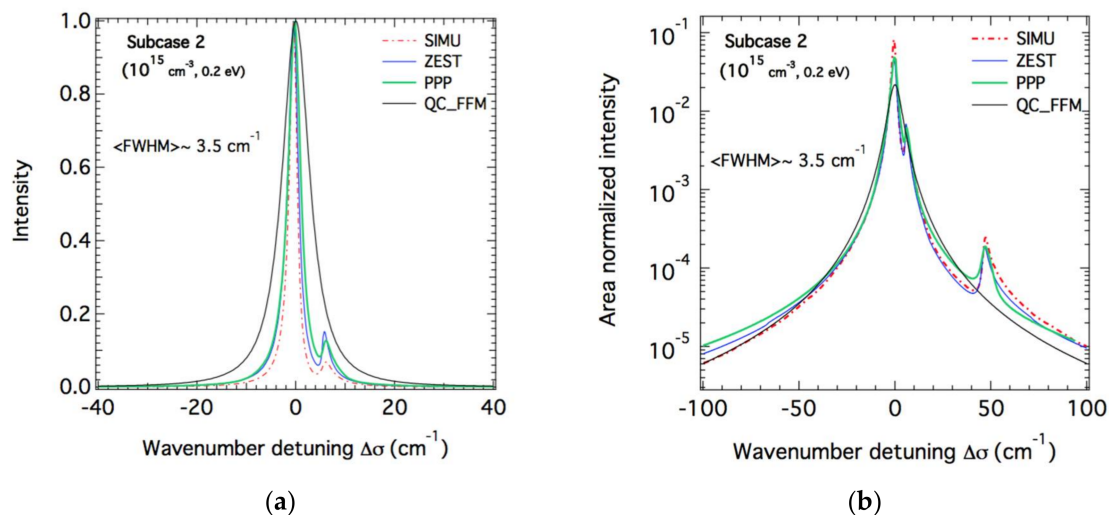 1.0
0.8
0.6
0.4
0.2
0.0
Intensity
Subcase 2
(10¹⁵ cm⁻³, 0.2 eV)
<FWHM>~ 3.5 cm⁻¹
SIMU
ZEST
PPP
QC_FFM
-40
-20
0
20
40
Wavenumber detuning Δσ (cm⁻¹)
(a)
10⁻¹
10⁻²
10⁻³
10⁻⁴
10⁻⁵
Area normalized intensity
Subcase 2
(10¹⁵ cm⁻³, 0.2 eV)
<FWHM>~ 3.5 cm⁻¹
SIMU
ZEST
PPP
QC_FFM
-100
-50
0
50
100
Wavenumber detuning Δσ (cm⁻¹)
(b)